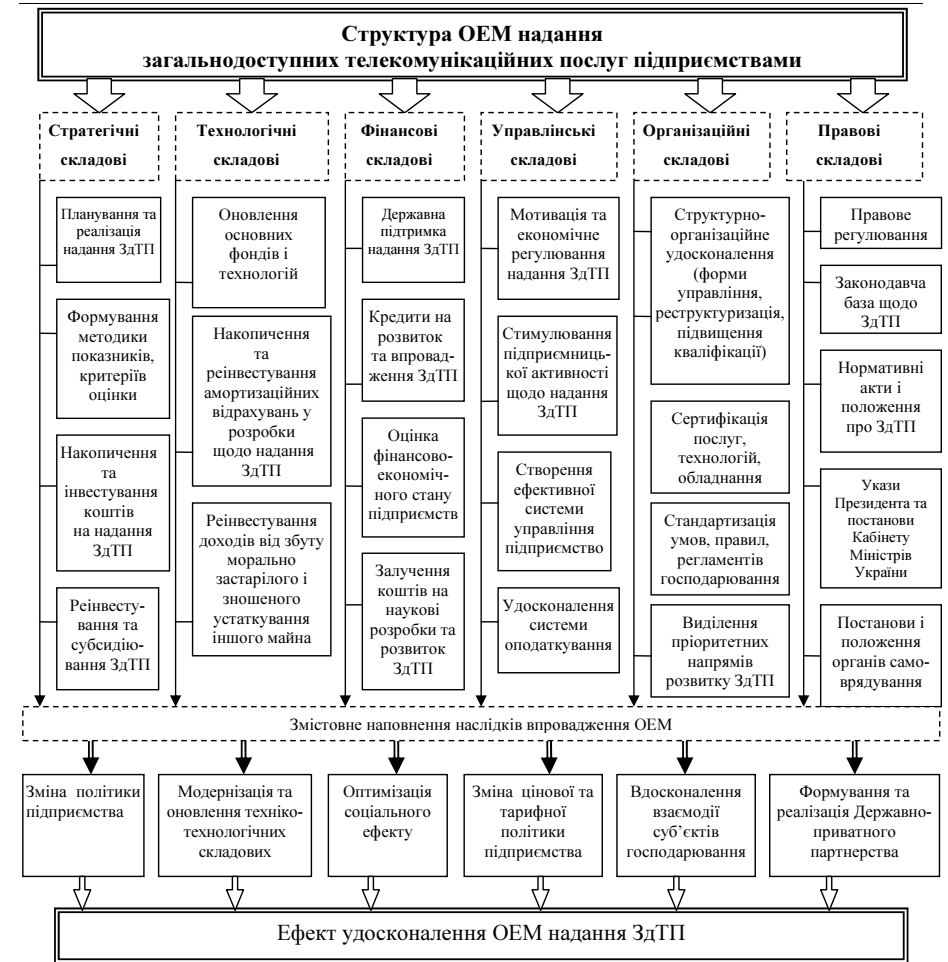 Структура ОЕМ надання
загальнодоступних телекомунікаційних послуг підприємствами
Стратегічні
складові
Технологічні
складові
Фінансові
складові
Управлінські
складові
Організаційні
складові
Правові
складові
Планування та
реалізація
надання ЗдТП
Формування
методики
показників,
критеріїв
оцінки
Накопичення
та
інвестування
коштів
на надання
ЗдТП
Реінвесту-
вання та
субсидію-
вання ЗдТП
Оновлення
основних
фондів і
технологій
Накопичення
та
реінвестування
амортизаційних
відрахувань у
розробки
щодо надання
ЗдТП
Реінвестування
доходів від збуту
морально
застарілого і
зношеного
устаткування
іншого майна
Державна
підтримка
надання ЗдТП
Кредити на
розвиток
та впровад-
ження ЗдТП
Оцінка
фінансово-
економіч-
ного стану
підприємств
Залучення
коштів на
наукові
розробки та
розвиток
ЗдТП
Мотивація та
економічне
регулювання
надання ЗдТП
Стимулювання
підприємниць-
кої активності
щодо надання
ЗдТП
Створення
ефективної
системи
управління
підприємство
Удосконалення
системи
оподаткування
Структурно-
організаційне
удосконалення
(форми
управління,
реструктуризація,
підвищення
кваліфікації)
Сертифікація
послуг,
технологій,
обладнання
Стандартизація
умов, правил,
регламентів
господарювання
Виділення
пріоритетних
напрямів
розвитку ЗдТП
Правове
регулювання
Законодавча
база щодо
ЗдТП
Нормативні
акти і
положення
про ЗдТП
Укази
Президента та
постанови
Кабінету
Міністрів
України
Постанови і
положення
органів само-
врядування
Змістовне наповнення наслідків впровадження ОЕМ
Зміна політики
підприємства
Модернізація та
оновлення техніко-
технологічних
складових
Оптимізація
соціального
ефекту
Зміна цінової та
тарифної
політики
підприємства
Вдосконалення
взаємодії
суб’єктів
господарювання
Формування та
реалізація Державно-
приватного
партнерства
Ефект удосконалення ОЕМ надання ЗдТП